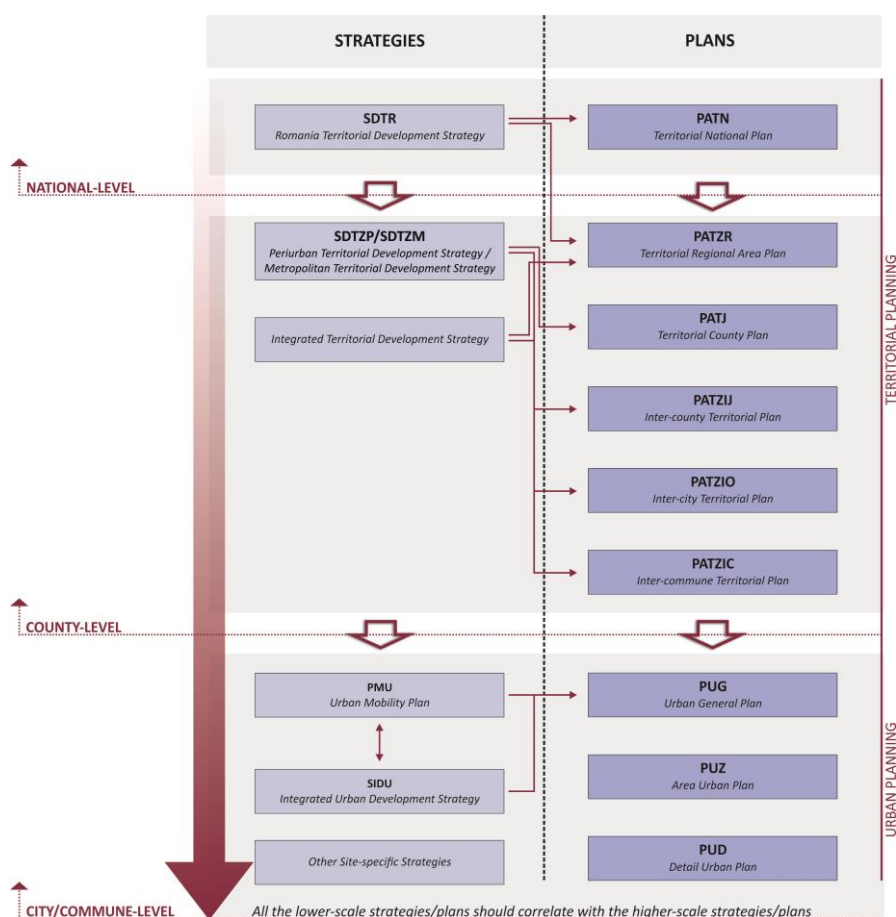 STRATEGIES
PLANS
SDTR
Romania Territorial Development Strategy
PATN
Territorial National Plan
NATIONAL-LEVEL
SDTZP/SDTZM
Periurban Territorial Development Strategy /
Metropolitan Territorial Development Strategy
PATZR
Territorial Regional Area Plan
Integrated Territorial Development Strategy
PATJ
Territorial County Plan
PATZIJ
Inter-county Territorial Plan
PATZIO
Inter-city Territorial Plan
PATZIC
Inter-commune Territorial Plan
TERRITORIAL PLANNING
COUNTY-LEVEL
PMU
Urban Mobility Plan
PUG
Urban General Plan
SIDU
Integrated Urban Development Strategy
PUZ
Area Urban Plan
Other Site-specific Strategies
PUD
Detail Urban Plan
URBAN PLANNING
CITY/COMMUNE-LEVEL
All the lower-scale strategies/plans should correlate with the higher-scale strategies/plans